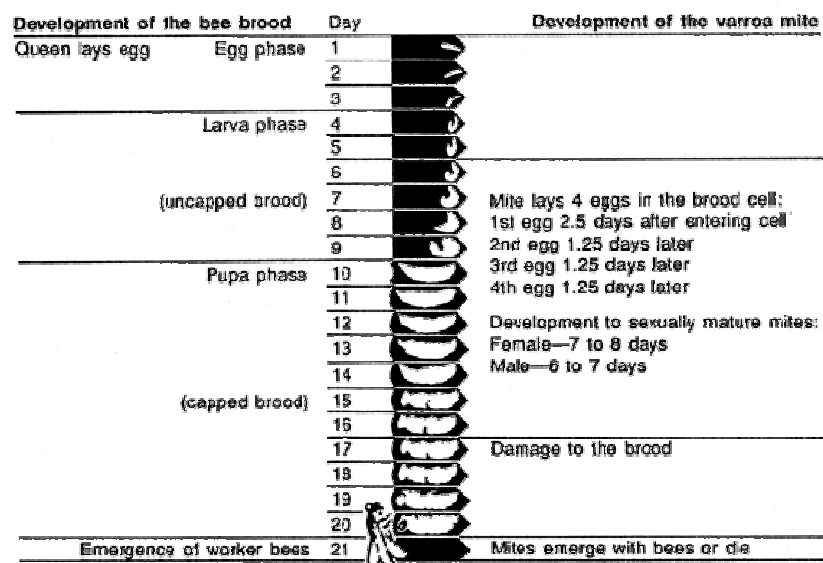 Development of the bee brood Day Development of the varroa mite
Queen lays egg Egg phase 1
2
3
Larva phase 4
5
6
(uncapped brood) 7 Mite lays 4 eggs in the brood cell:
8 1st egg 2.5 days after entering cell
9 2nd egg 1.25 days later
3rd egg 1.25 days later
Pupa phase 10
4th egg 1.25 days later
11
12 Development to sexually mature mites:
13 Female—7 to 8 days
14 Male—6 to 7 days
(capped brood) 15
16
17 Damage to the brood
18
19
20
Emergence of worker bees 21 Mites emerge with bees or die